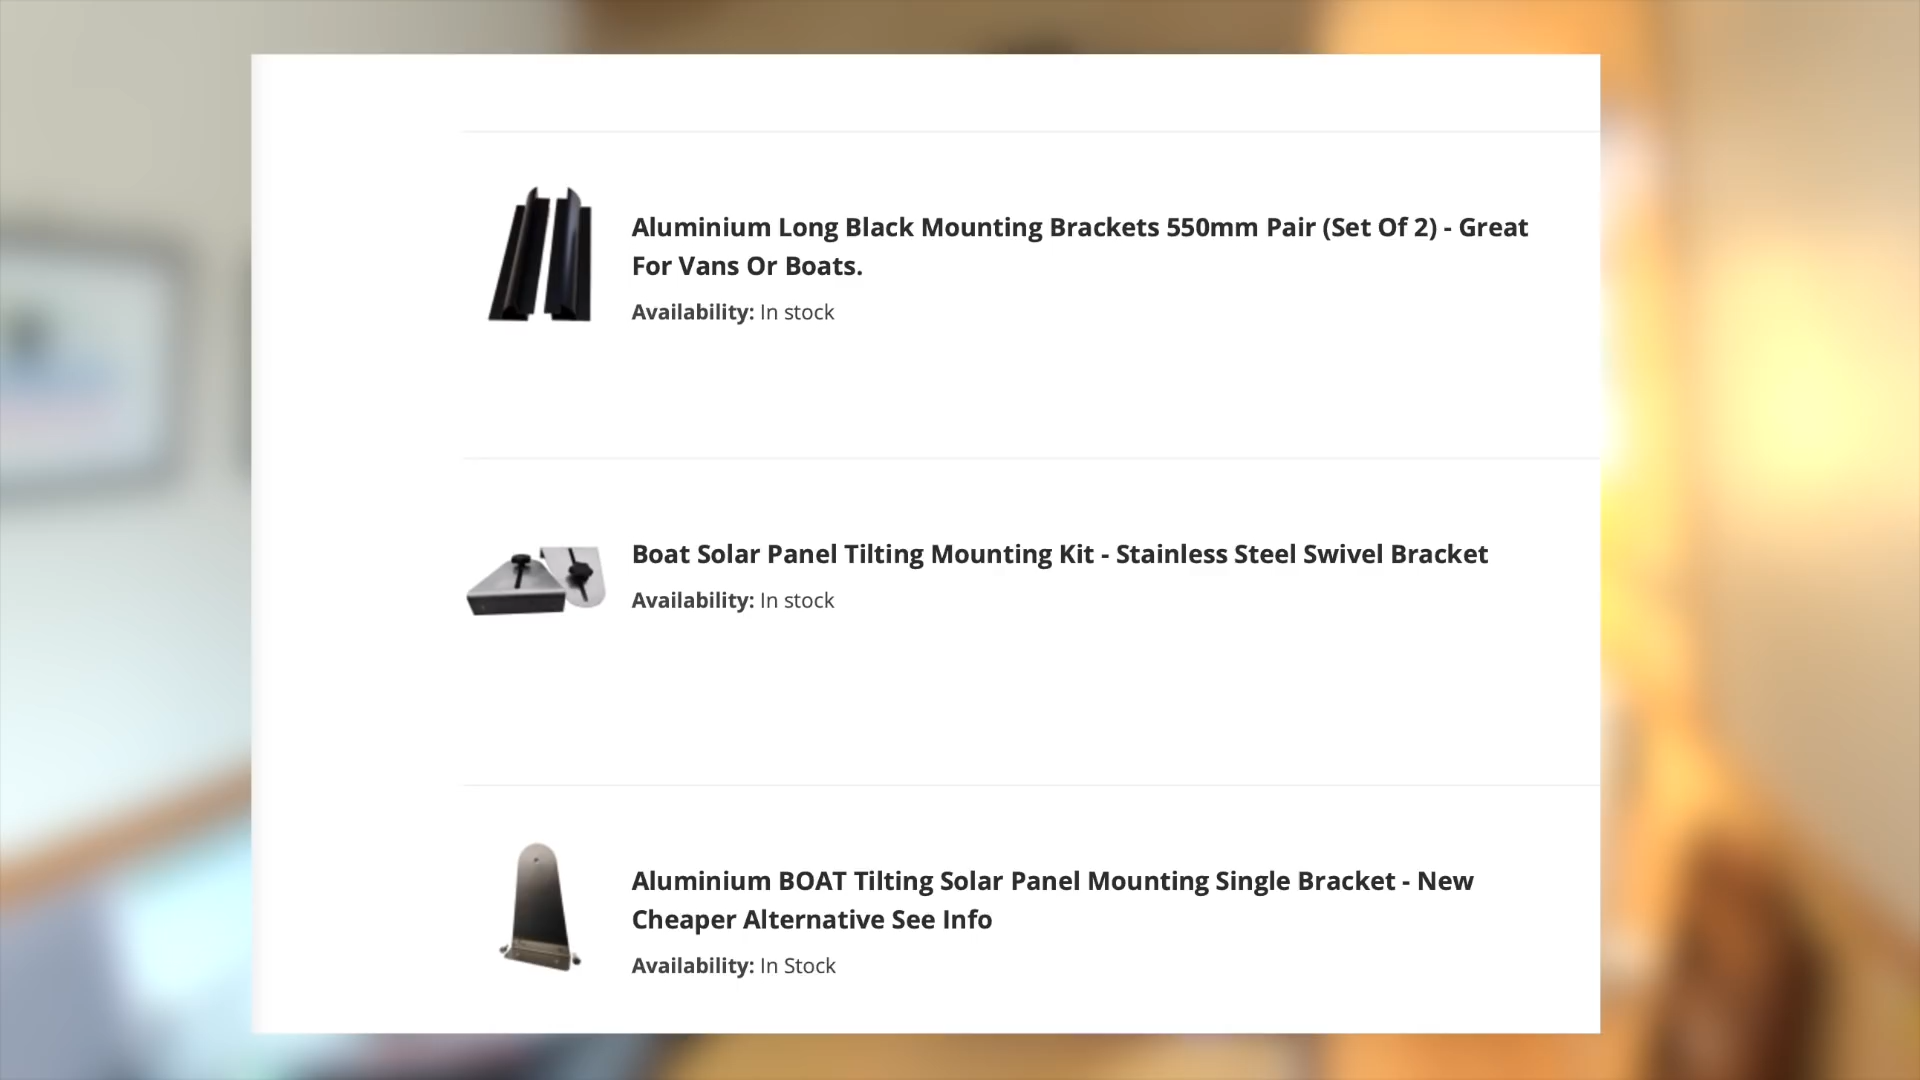 Aluminium Long Black Mounting Brackets 550mm Pair (Set Of 2) - Great
For Vans Or Boats.
Availability: In stock
Boat Solar Panel Tilting Mounting Kit - Stainless Steel Swivel Bracket
Availability: In stock
Aluminium BOAT Tilting Solar Panel Mounting Single Bracket - New
Cheaper Alternative See Info
Availability: In Stock